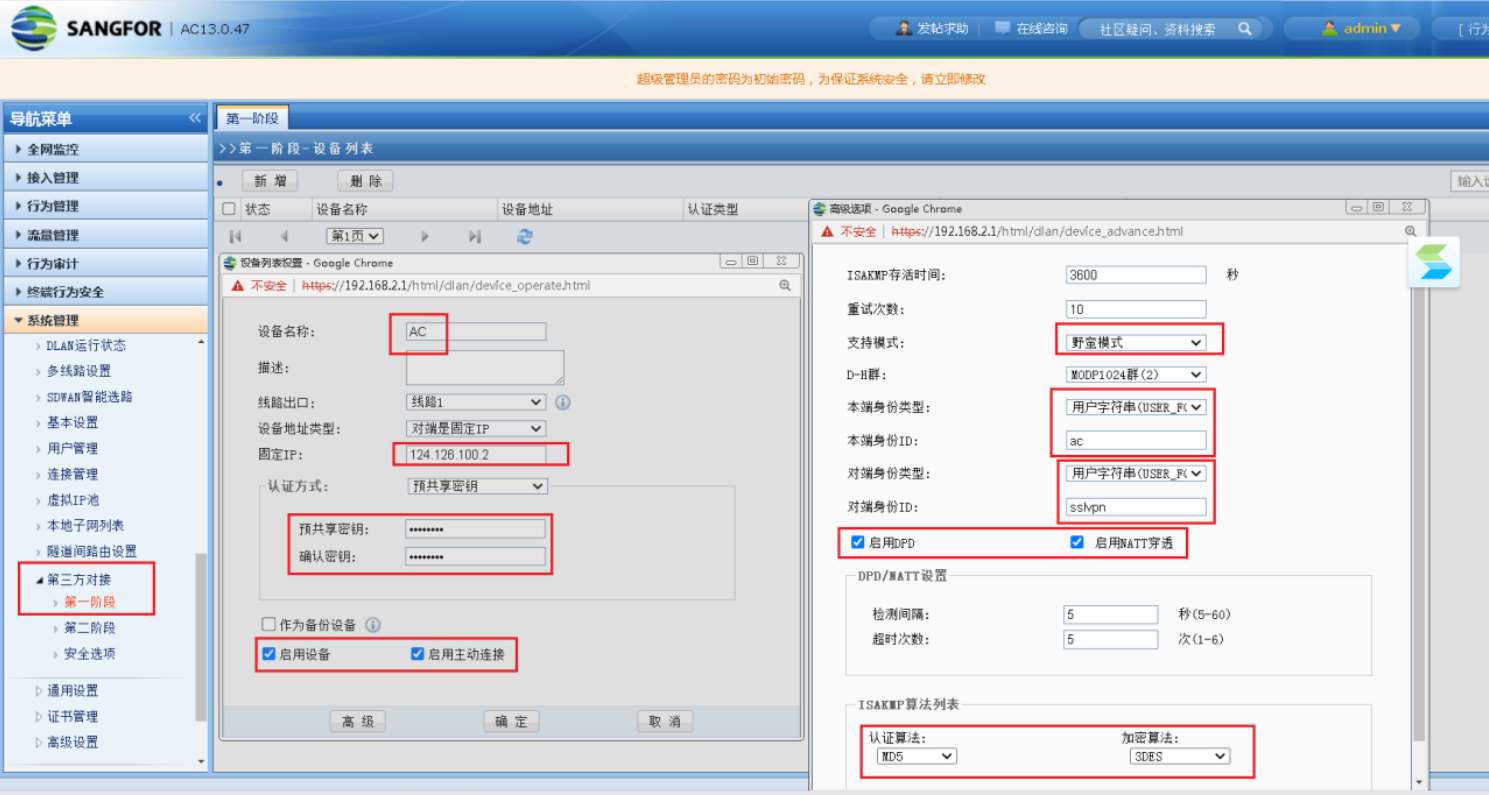 SANGFOR | AC13.0.47
发帖求助 在线咨询 社区疑问、资料搜索 admin [ 行为
超级管理员的密码为初始密码，为保证系统安全，请立即修改
导航菜单
全网监控
接入管理
行为管理
流量管理
行为审计
终端行为安全
系统管理
DLAN运行状态
多线路设置
SDWAN智能选路
基本设置
用户管理
连接管理
虚拟IP池
本地子网列表
隧道间路由设置
第三方对接
第一阶段
第二阶段
安全选项
通用设置
证书管理
高级设置
第一阶段
>>第一阶段-设备列表
新增 删除 输入
状态 设备名称 设备地址 认证类型
第1页
设备列表设置 - Google Chrome
不安全 | https://192.168.2.1/html/dlan/device_operate.html
设备名称: AC
描述:
线路出口: 线路1
设备地址类型: 对端是固定IP
固定IP: 124.126.100.2
认证方式: 预共享密钥
预共享密钥: ••••••••
确认密钥: ••••••••
作为备份设备
启用设备 启用主动连接
高级 确定 取消
高级选项 - Google Chrome
不安全 | https://192.168.2.1/html/dlan/device_advance.html
ISAKMP存活时间: 3600 秒
重试次数: 10
支持模式: 野蛮模式
D-H群: MODP1024群(2)
本端身份类型: 用户字符串(USER_F
本端身份ID: ac
对端身份类型: 用户字符串(USER_F
对端身份ID: sslvpn
启用DPD 启用NATT穿透
DPD/NATT设置
检测间隔: 5 秒(5-60)
超时次数: 5 次(1-6)
ISAKMP算法列表
认证算法: 加密算法:
MD5 3DES